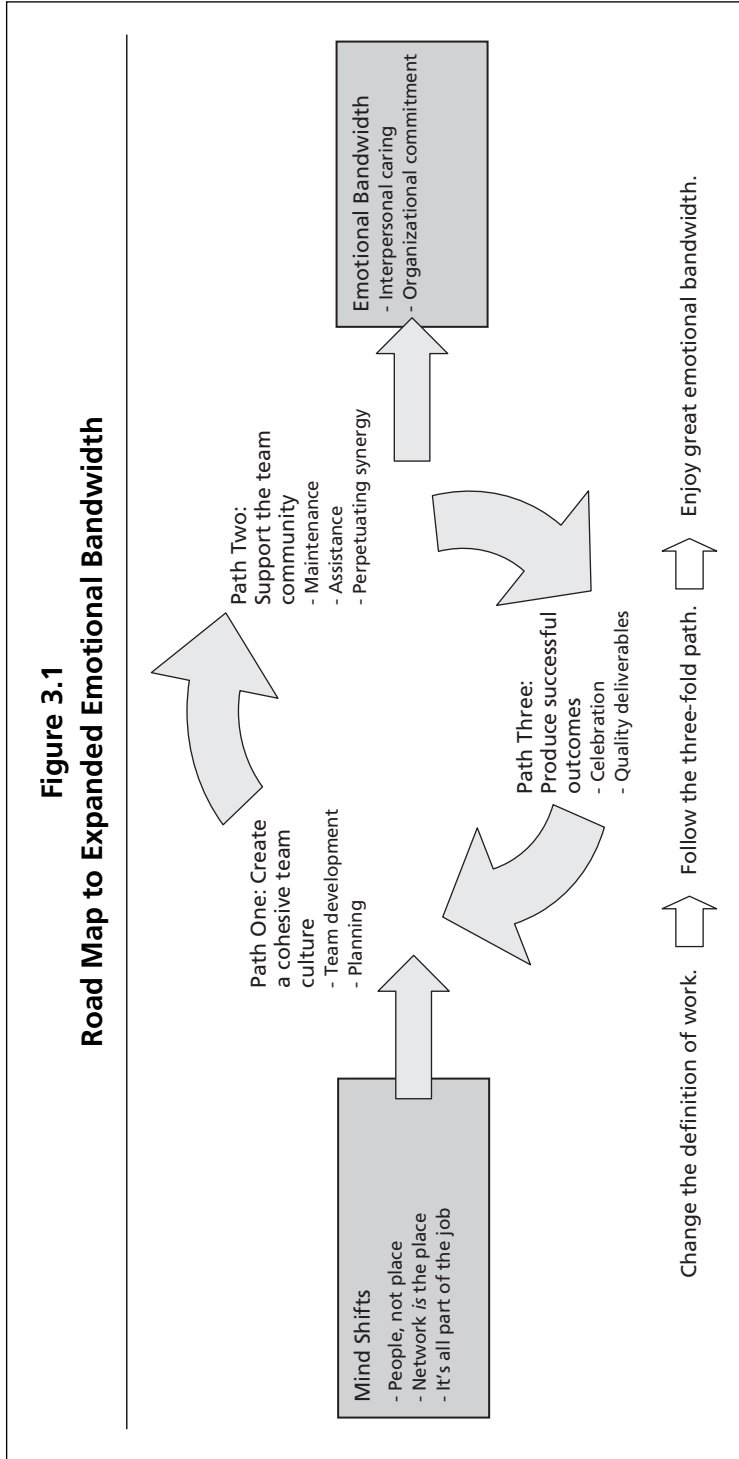 Figure 3.1
Road Map to Expanded Emotional Bandwidth
Mind Shifts
- People, not place
- Network is the place
- It's all part of the job
Path One: Create
a cohesive team
culture
- Team development
- Planning
Path Two:
Support the team
community
- Maintenance
- Assistance
- Perpetuating synergy
Path Three:
Produce successful
outcomes
- Celebration
- Quality deliverables
Emotional Bandwidth
- Interpersonal caring
- Organizational commitment
Change the definition of work.
Follow the three-fold path.
Enjoy great emotional bandwidth.